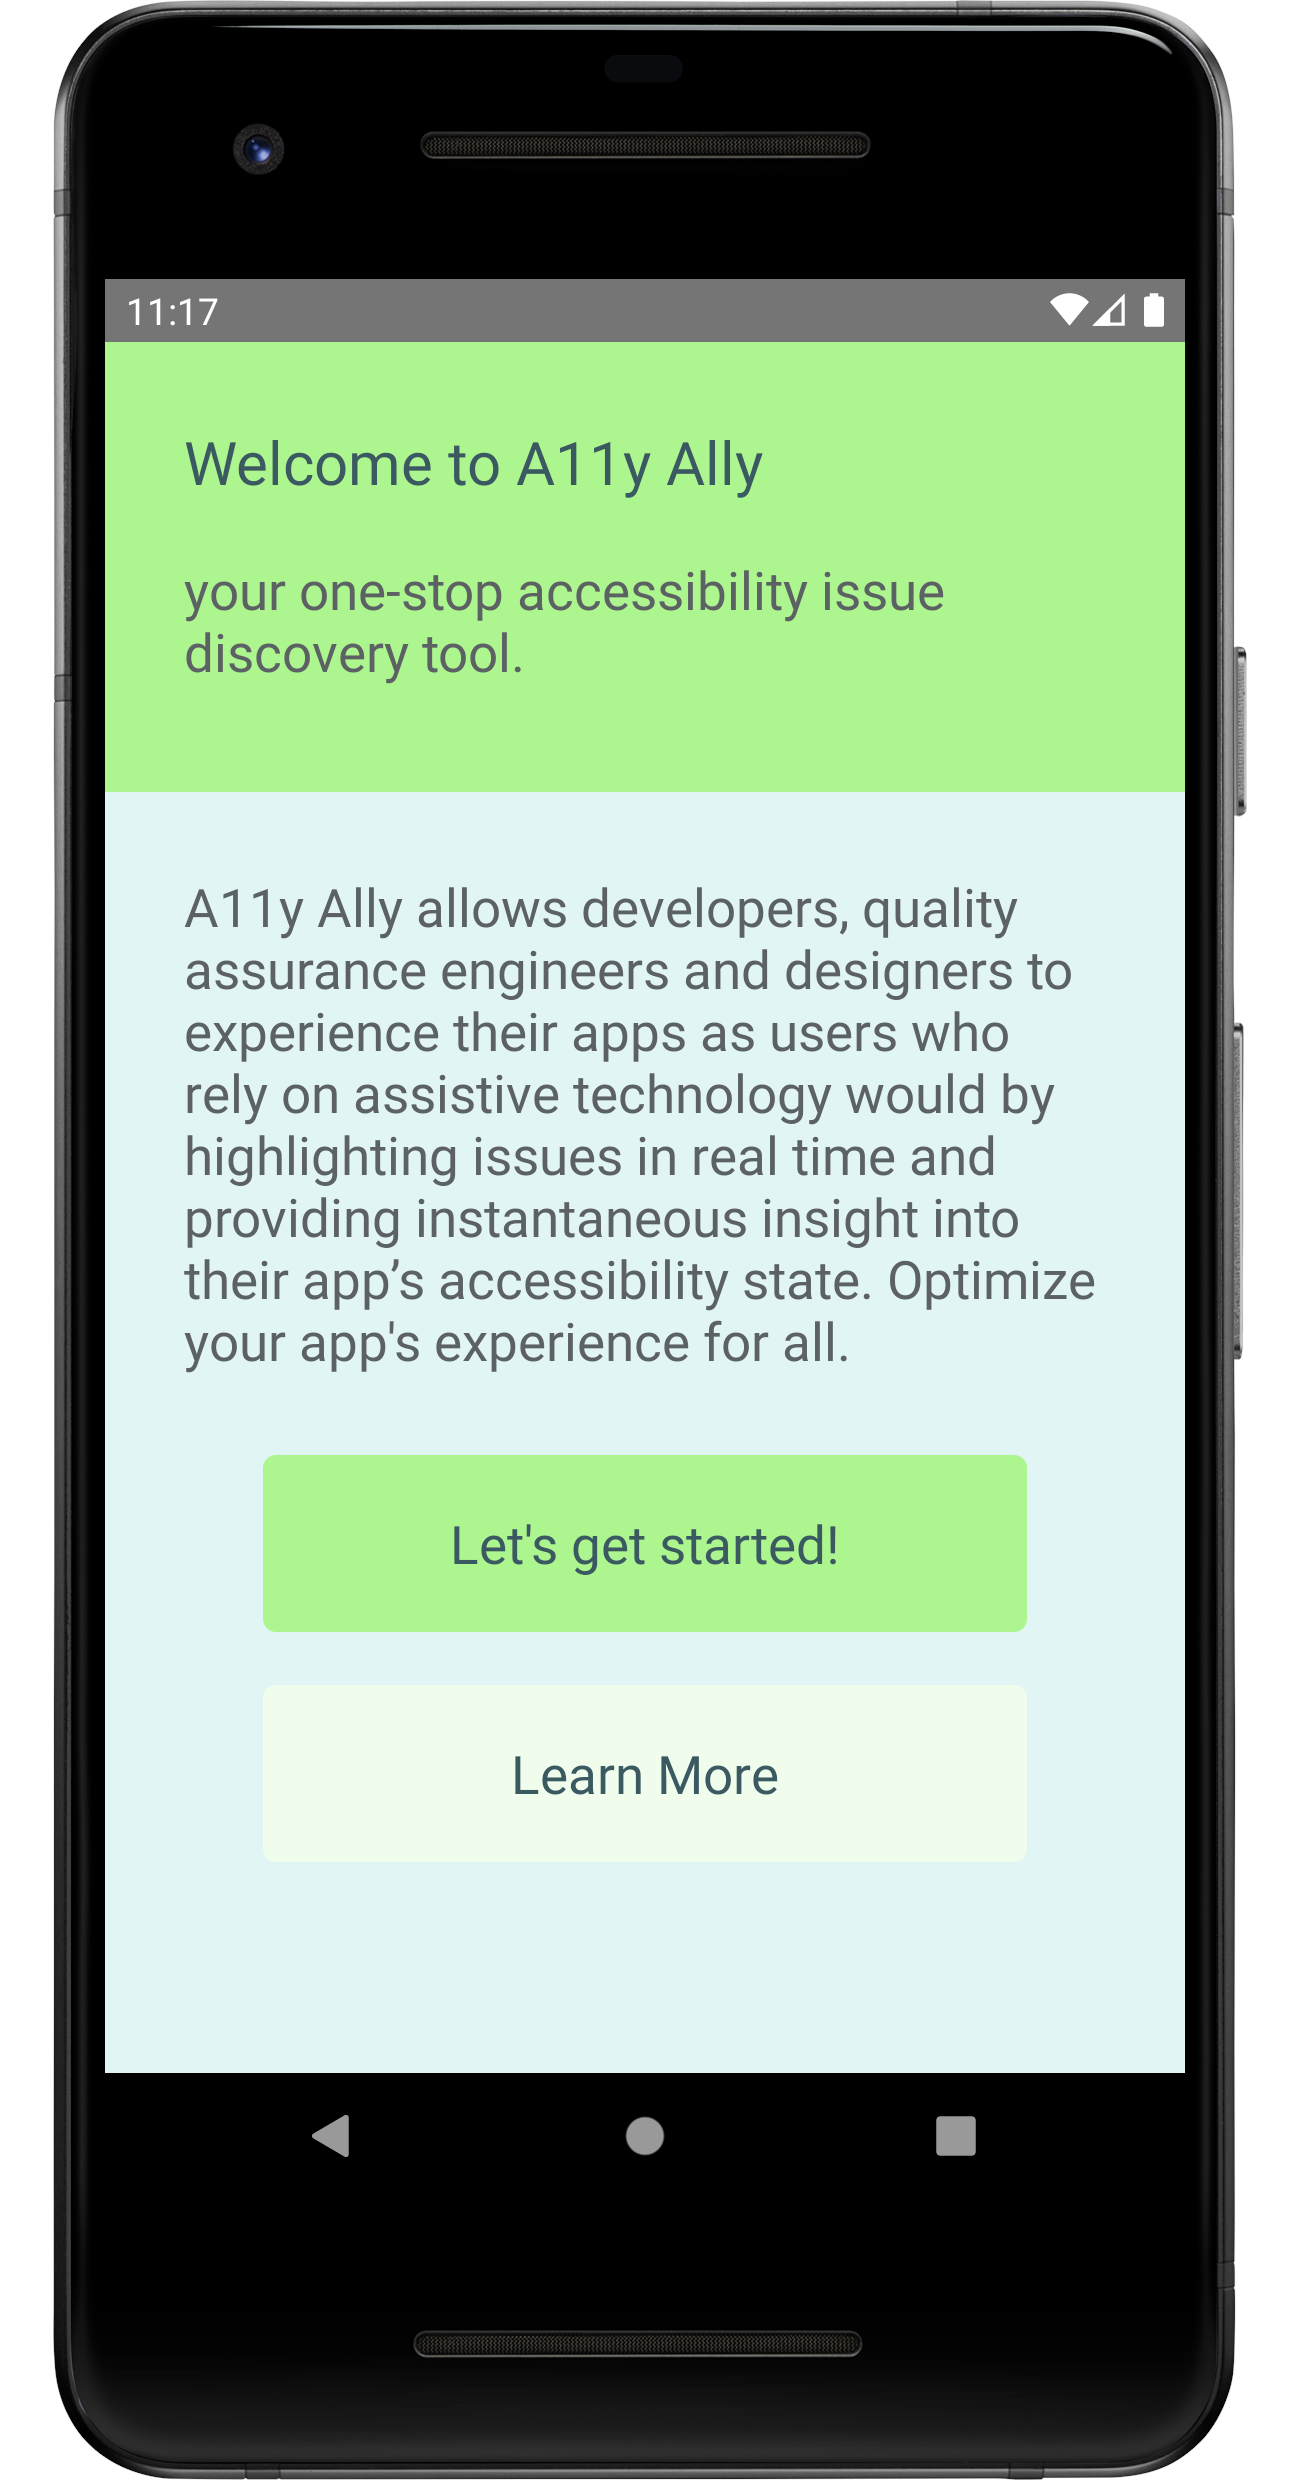 11:17
Welcome to A11y Ally
your one-stop accessibility issue
discovery tool.
A11y Ally allows developers, quality
assurance engineers and designers to
experience their apps as users who
rely on assistive technology would by
highlighting issues in real time and
providing instantaneous insight into
their app’s accessibility state. Optimize
your app's experience for all.
Let's get started!
Learn More